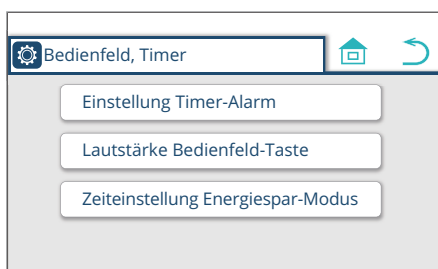 Bedienfeld, Timer
Einstellung Timer-Alarm
Lautstärke Bedienfeld-Taste
Zeiteinstellung Energiespar-Modus